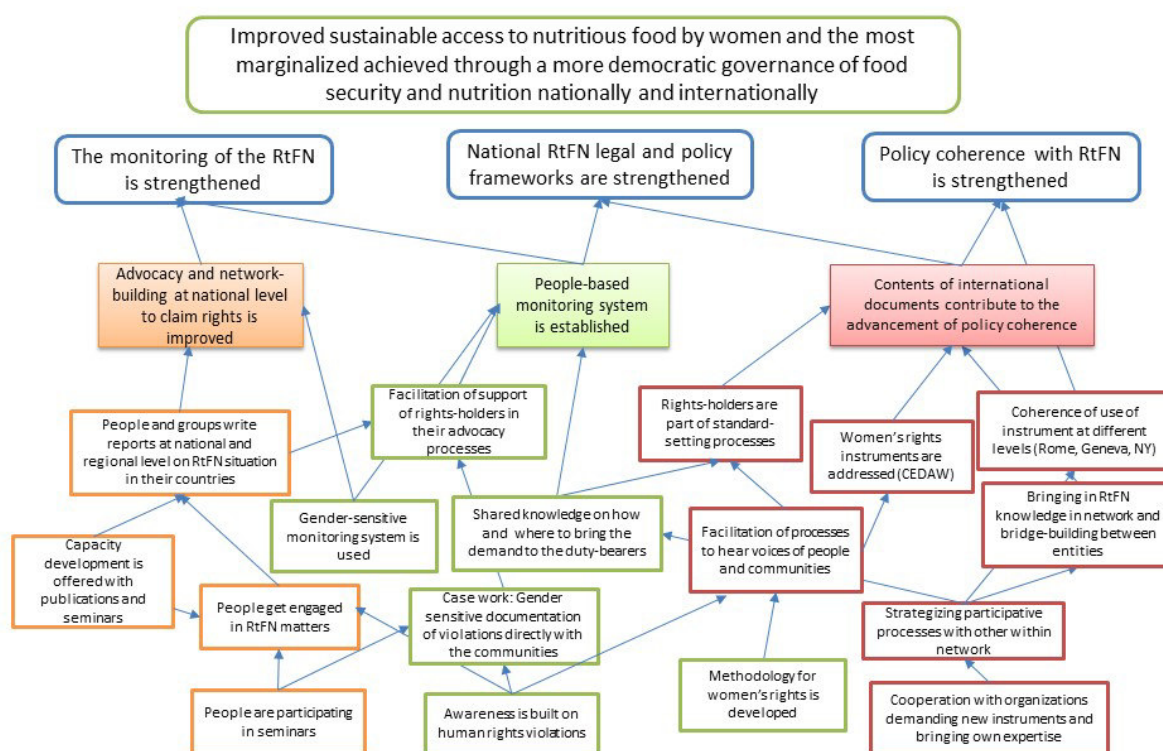 Improved sustainable access to nutritious food by women and the most
marginalized achieved through a more democratic governance of food
security and nutrition nationally and internationally
The monitoring of the RtFN
is strengthened
National RtFN legal and policy
frameworks are strengthened
Policy coherence with RtFN
is strengthened
Advocacy and network-
building at national level
to claim rights is
improved
People-based
monitoring system
is established
Contents of international
documents contribute to the
advancement of policy coherence
People and groups write
reports at national and
regional level on RtFN situation
in their countries
Facilitation of support
of rights-holders in
their advocacy
processes
Rights-holders are
part of standard-
setting processes
Women's rights
instruments are
addressed (CEDAW)
Coherence of use of
instrument at different
levels (Rome, Geneva, NY)
Gender-sensitive
monitoring system is
used
Shared knowledge on how
and where to bring the
demand to the duty-bearers
Facilitation of processes
to hear voices of people
and communities
Bringing in RtFN
knowledge in network and
bridge-building between
entities
Capacity
development is
offered with
publications and
seminars
People get engaged
in RtFN matters
Case work: Gender
sensitive documentation
of violations directly with
the communities
Strategizing participative
processes with other within
network
People are participating
in seminars
Awareness is built on
human rights violations
Methodology for
women's rights is
developed
Cooperation with organizations
demanding new instruments and
bringing own expertise